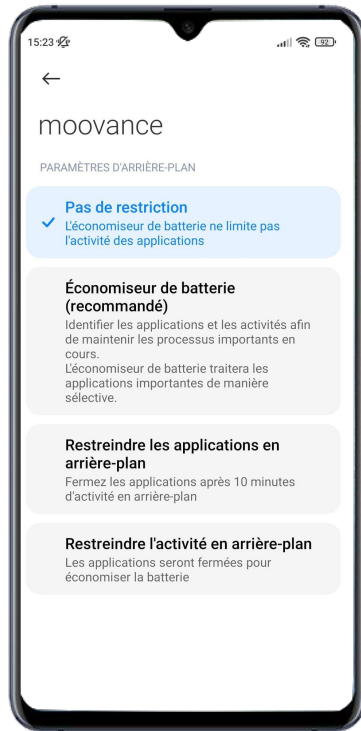 15:23
92
moovance
PARAMÈTRES D'ARRIÈRE-PLAN
Pas de restriction
L'économiseur de batterie ne limite pas
l'activité des applications
Économiseur de batterie
(recommandé)
Identifier les applications et les activités afin
de maintenir les processus importants en
cours.
L'économiseur de batterie traitera les
applications importantes de manière
sélective.
Restreindre les applications en
arrière-plan
Fermez les applications après 10 minutes
d'activité en arrière-plan
Restreindre l'activité en arrière-plan
Les applications seront fermées pour
économiser la batterie